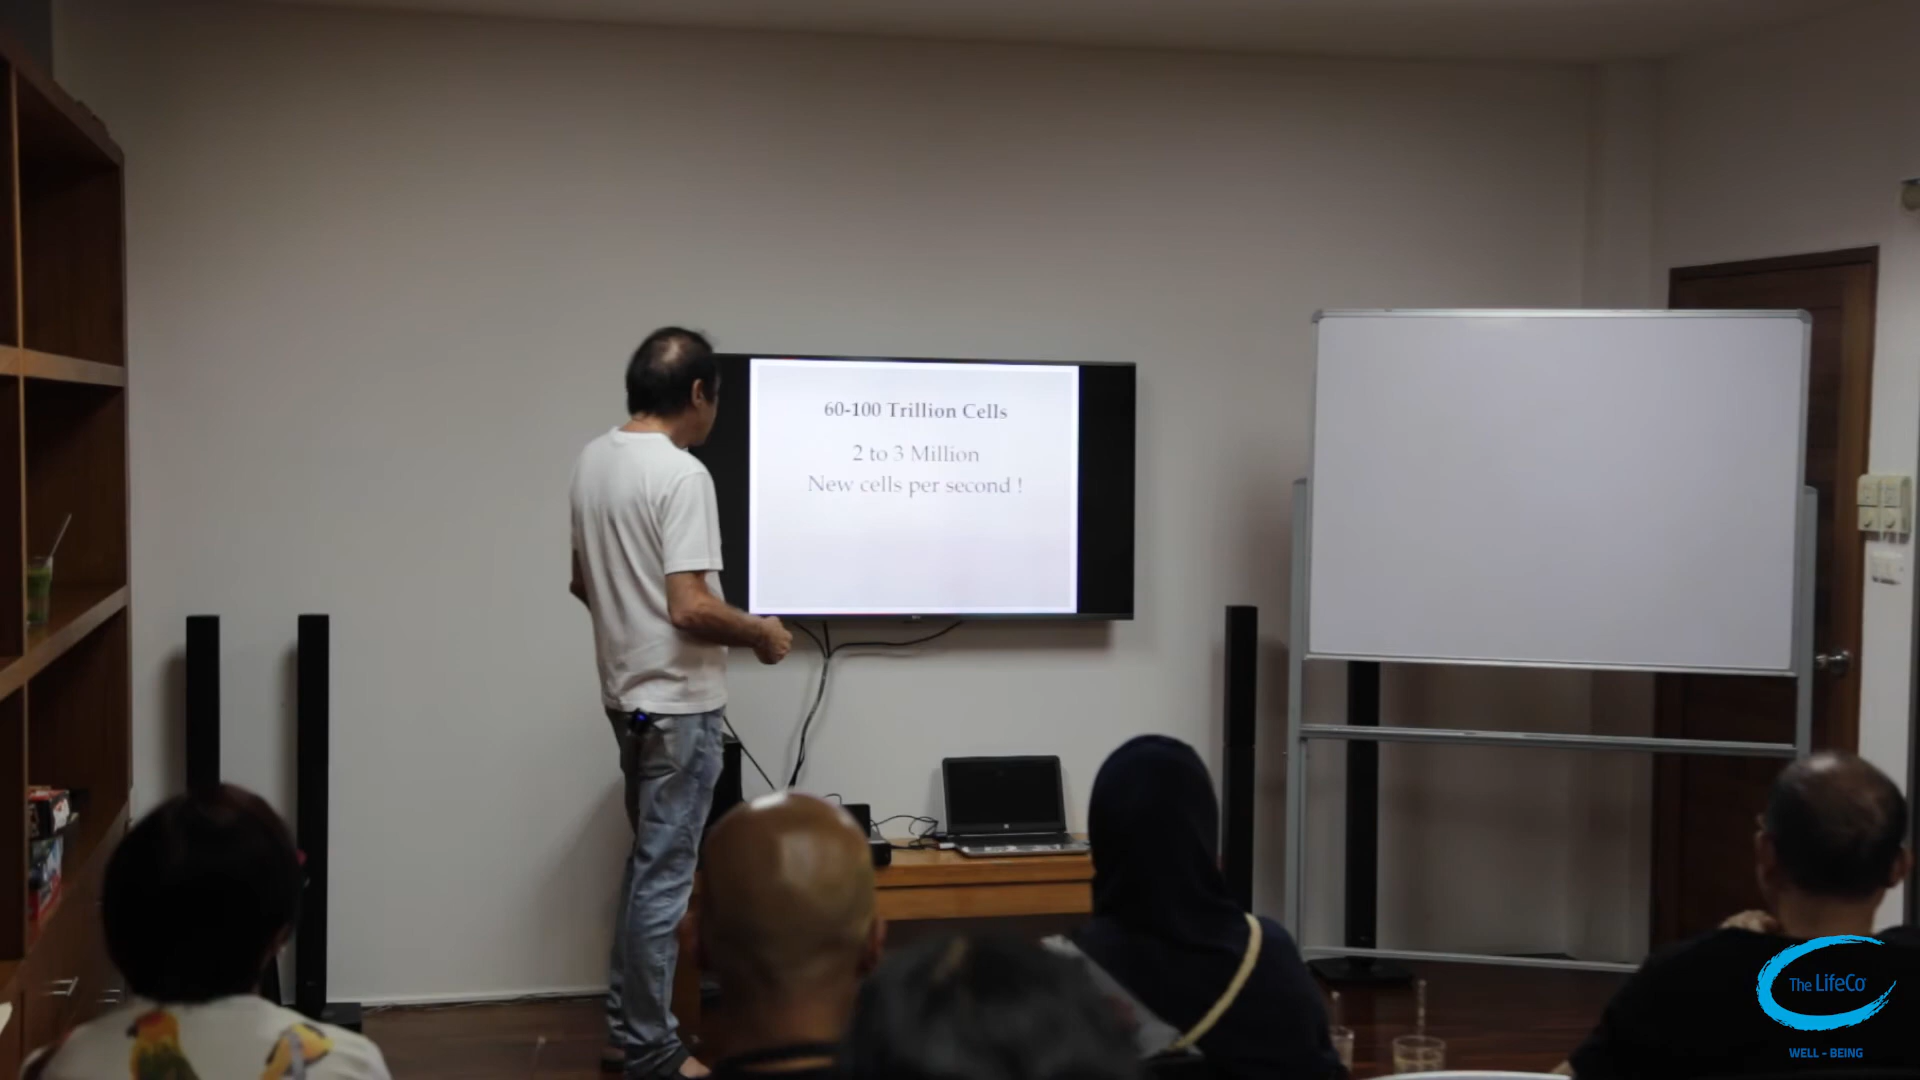 60-100 Trillion Cells
2 to 3 Million
New cells per second !
The LifeCo
WELL - BEING